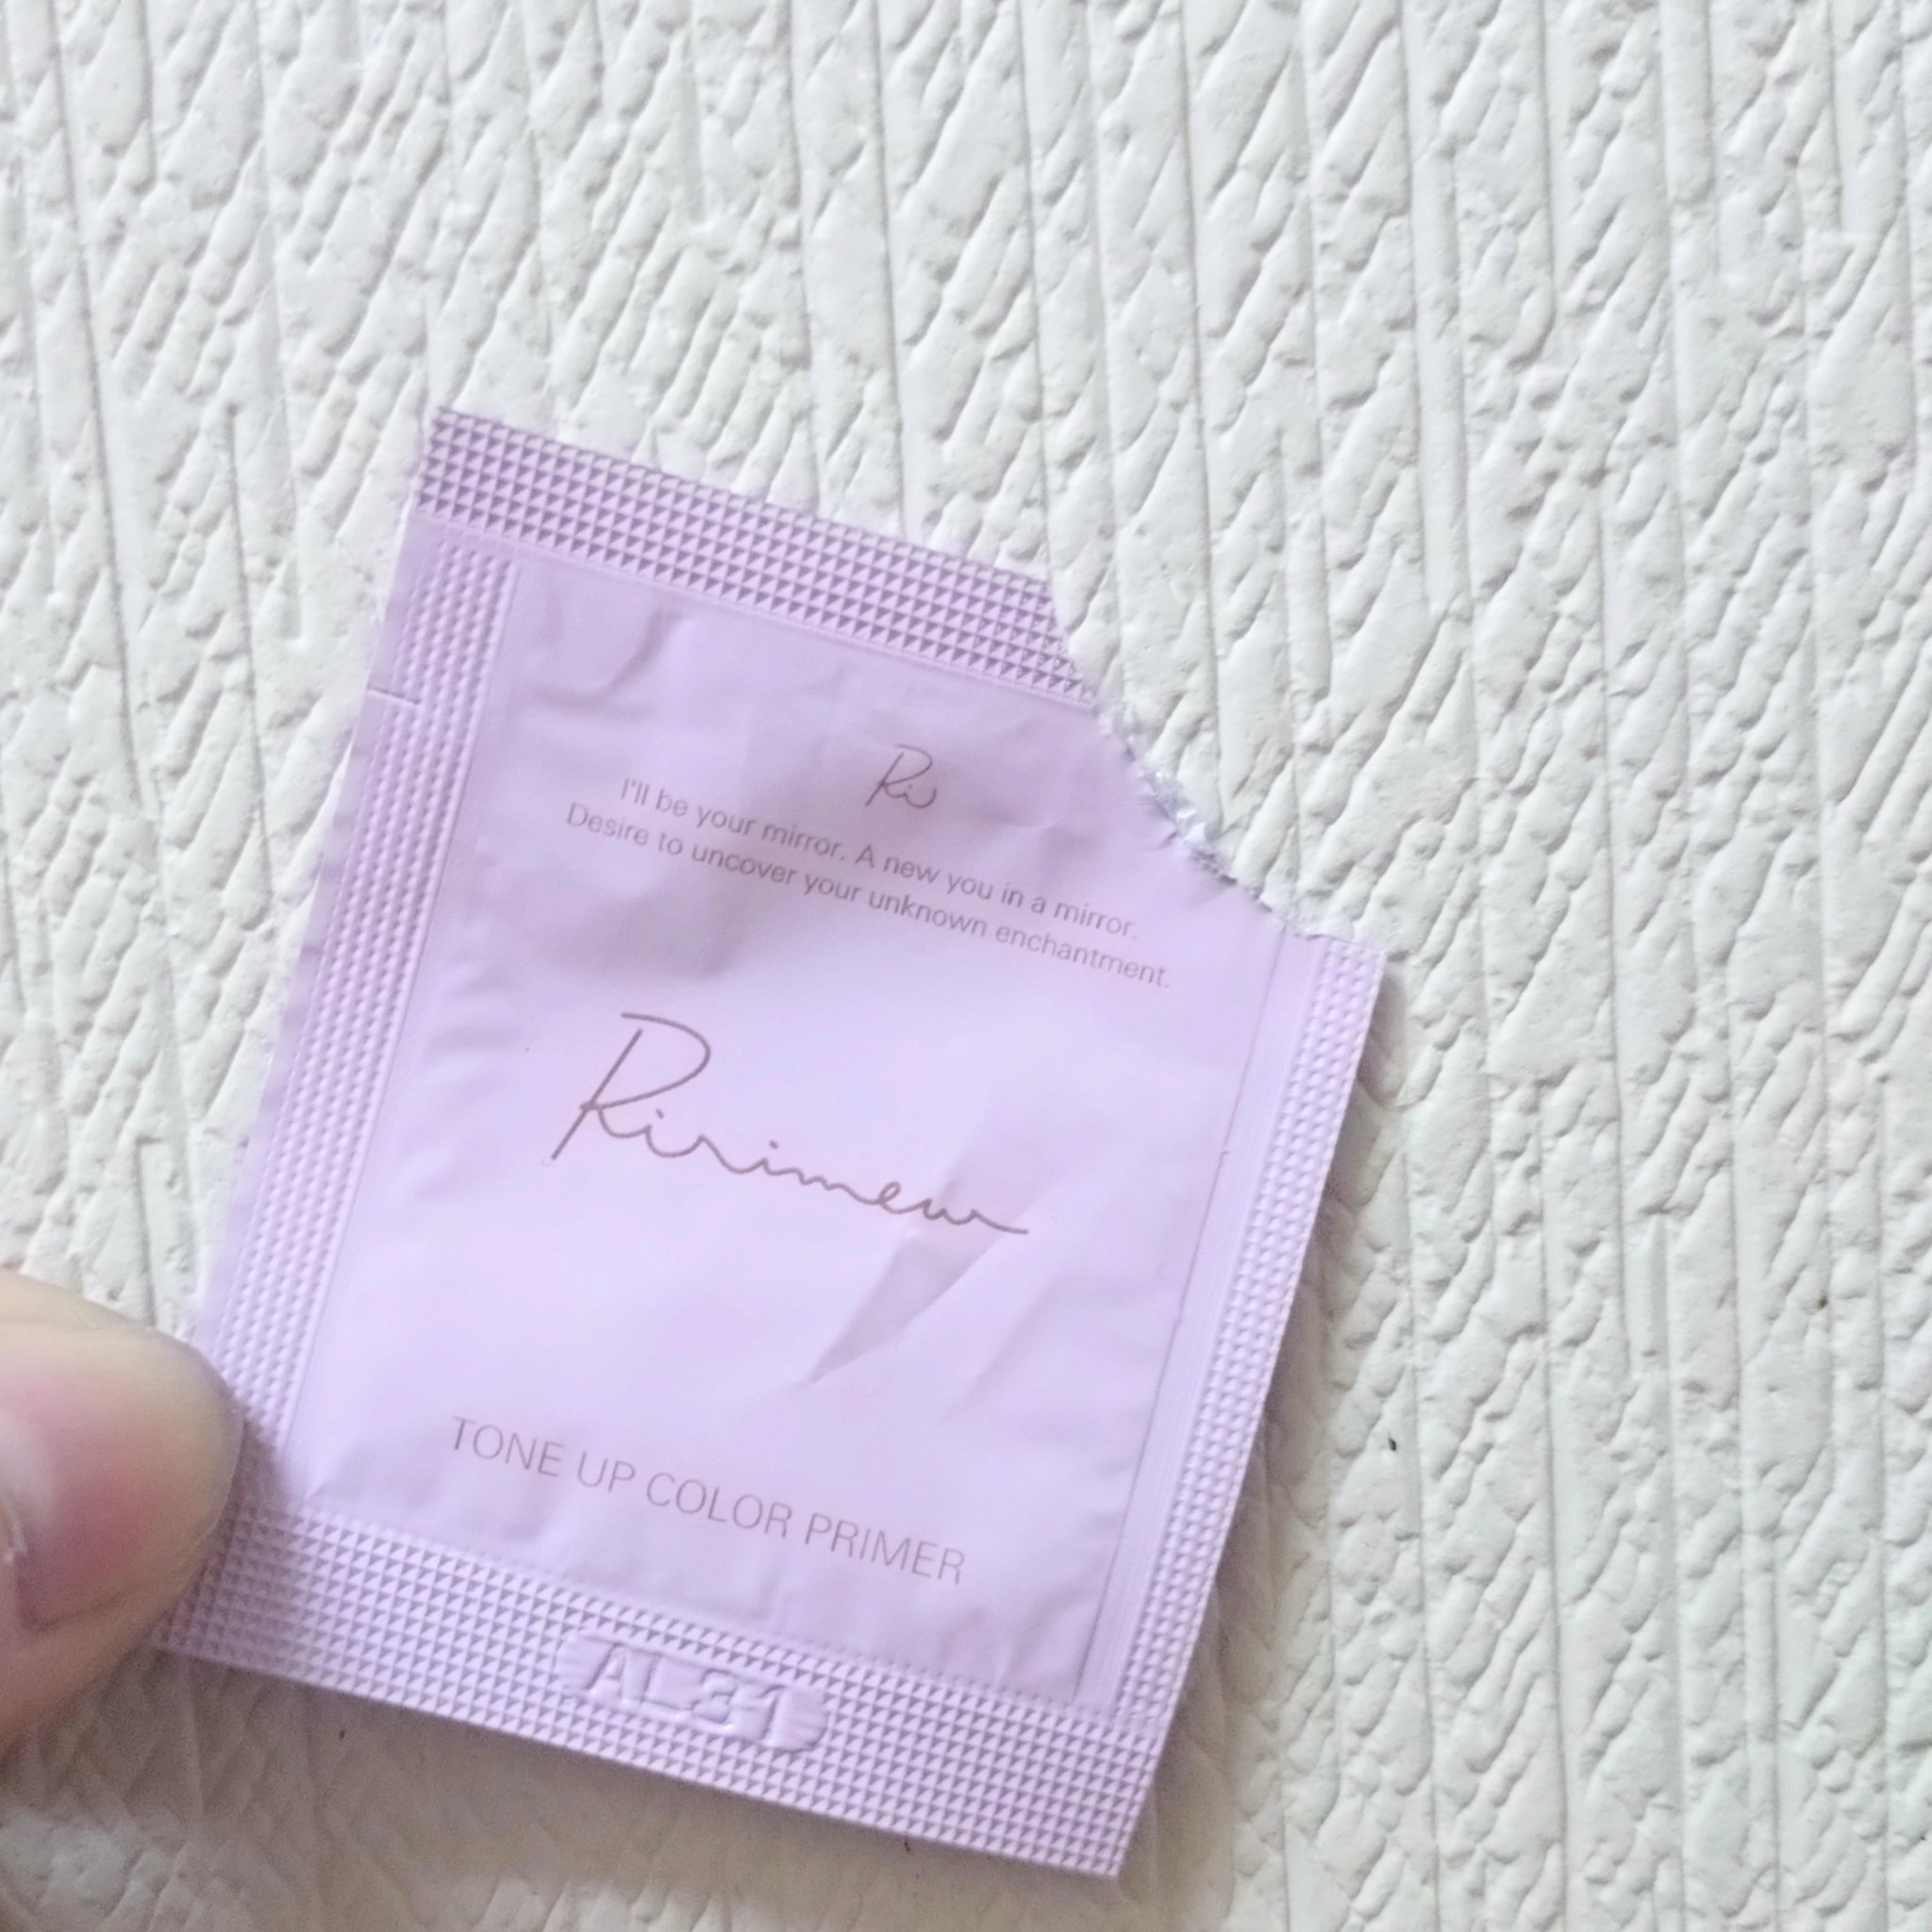 Ri
I'll be your mirror. A new you in a mirror.
Desire to uncover your unknown enchantment.
Ririmew
TONE UP COLOR PRIMER
AL31